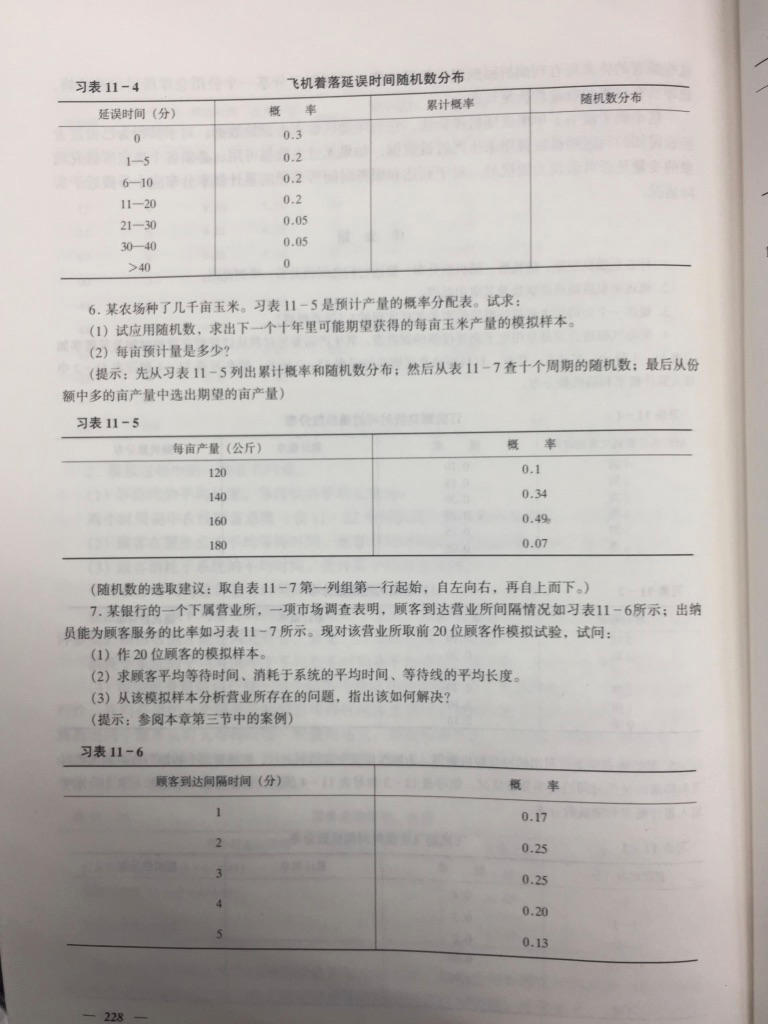 习表 11－4 飞机着落延误时间随机数分布
延误时间（分） 概 率 累计概率 随机数分布
0 0.3
1—5 0.2
6—10 0.2
11—20 0.2
21—30 0.05
30—40 0.05
>40 0
6. 某农场种了几千亩玉米。习表 11－5 是预计产量的概率分配表。试求：
(1) 试应用随机数，求出下一个十年里可能期望获得的每亩玉米产量的模拟样本。
(2) 每亩预计量是多少？
(提示：先从习表 11－5 列出累计概率和随机数分布；然后从表 11－7 查十个周期的随机数；最后从份
额中多的亩产量中选出期望的亩产量)
习表 11－5
每亩产量（公斤） 概 率
120 0.1
140 0.34
160 0.49
180 0.07
(随机数的选取建议：取自表 11－7 第一列组第一行起始，自左向右，再自上而下。)
7. 某银行的一个下属营业所，一项市场调查表明，顾客到达营业所间隔情况如习表11－6所示；出纳
员能为顾客服务的比率如习表 11－7 所示。现对该营业所取前 20 位顾客作模拟试验，试问：
(1) 作 20 位顾客的模拟样本。
(2) 求顾客平均等待时间、消耗于系统的平均时间、等待线的平均长度。
(3) 从该模拟样本分析营业所存在的问题，指出该如何解决？
(提示：参阅本章第三节中的案例)
习表 11－6
顾客到达间隔时间（分） 概 率
1 0.17
2 0.25
3 0.25
4 0.20
5 0.13
— 228 —